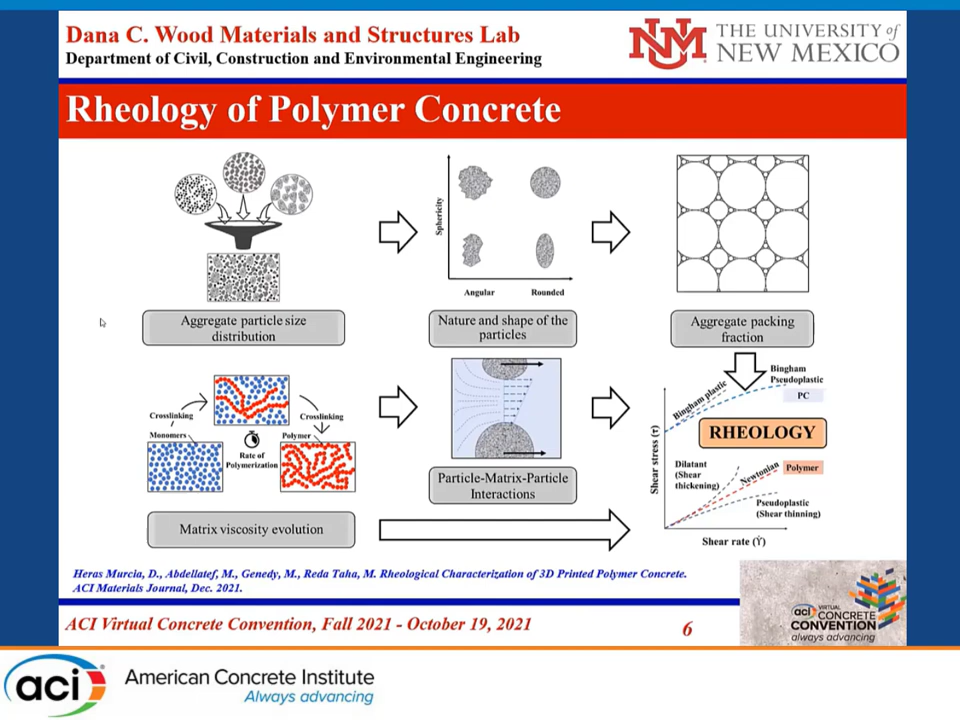 Dana C. Wood Materials and Structures Lab
Department of Civil, Construction and Environmental Engineering
NM
THE UNIVERSITY of
NEW MEXICO
Rheology of Polymer Concrete
Sphericity
Angular
Rounded
Aggregate particle size
distribution
Nature and shape of the
particles
Aggregate packing
fraction
Crosslinking
Crosslinking
Monomers
Polymer
Rate of
Polymerization
Matrix viscosity evolution
Particle-Matrix-Particle
Interactions
Bingham
Pseudoplastic
Bingham plastic
PC
RHEOLOGY
Shear stress (τ)
Dilatant
(Shear
thickening)
Newtonian
Polymer
Pseudoplastic
(Shear thinning)
Shear rate (Ẏ)
Heras Murcia, D., Abdellatef, M., Genedy, M., Reda Taha, M. Rheological Characterization of 3D Printed Polymer Concrete.
ACI Materials Journal, Dec. 2021.
ACI Virtual Concrete Convention, Fall 2021 - October 19, 2021
6
aci VIRTUAL
CONCRETE
CONVENTION
always advancing
aci
American Concrete Institute
Always advancing